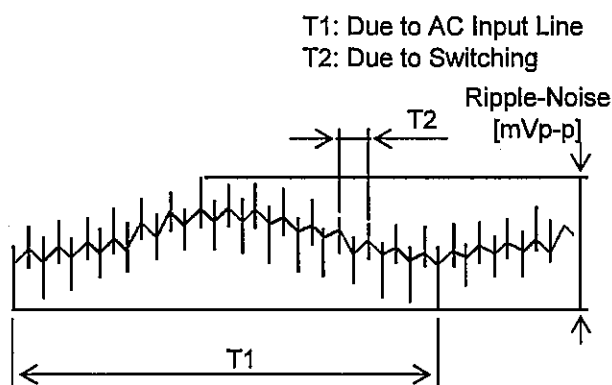 T1: Due to AC Input Line
T2: Due to Switching
Ripple-Noise
[mVp-p]
T2
T1